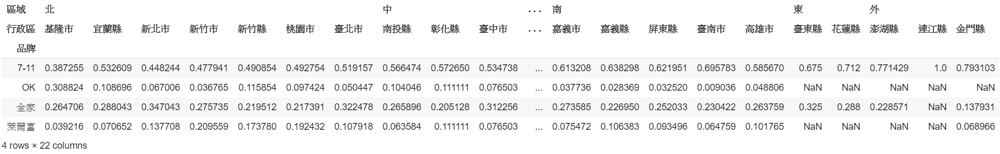 區域 北 中 ... 南 東 外
行政區 基隆市 宜蘭縣 新北市 新竹市 新竹縣 桃園市 臺北市 南投縣 彰化縣 臺中市 ... 嘉義市 嘉義縣 屏東縣 臺南市 高雄市 臺東縣 花蓮縣 澎湖縣 連江縣 金門縣
品牌
7-11 0.387255 0.532609 0.448244 0.477941 0.490854 0.492754 0.519157 0.566474 0.572650 0.534738 ... 0.613208 0.638298 0.621951 0.695783 0.585670 0.675 0.712 0.771429 1.0 0.793103
OK 0.308824 0.108696 0.067006 0.036765 0.115854 0.097424 0.050447 0.104046 0.111111 0.076503 ... 0.037736 0.028369 0.032520 0.009036 0.048806 NaN NaN NaN NaN NaN
全家 0.264706 0.288043 0.347043 0.275735 0.219512 0.217391 0.322478 0.265896 0.205128 0.312256 ... 0.273585 0.226950 0.252033 0.230422 0.263759 0.325 0.288 0.228571 NaN 0.137931
萊爾富 0.039216 0.070652 0.137708 0.209559 0.173780 0.192432 0.107918 0.063584 0.111111 0.076503 ... 0.075472 0.106383 0.093496 0.064759 0.101765 NaN NaN NaN NaN 0.068966
4 rows × 22 columns